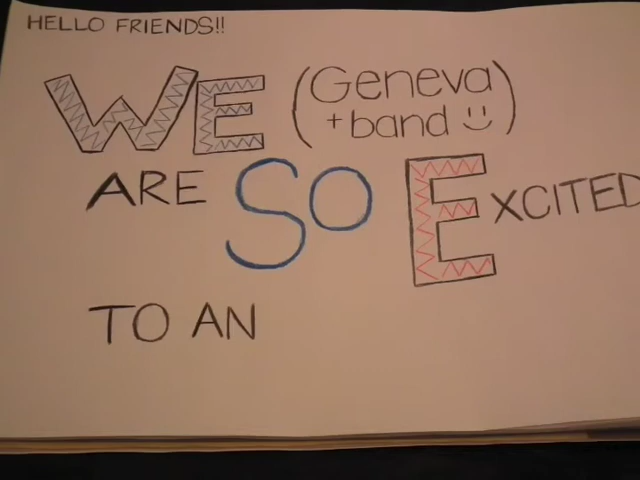 HELLO FRIENDS!!
WE (Geneva + band)
ARE SO EXCITED
TO AN